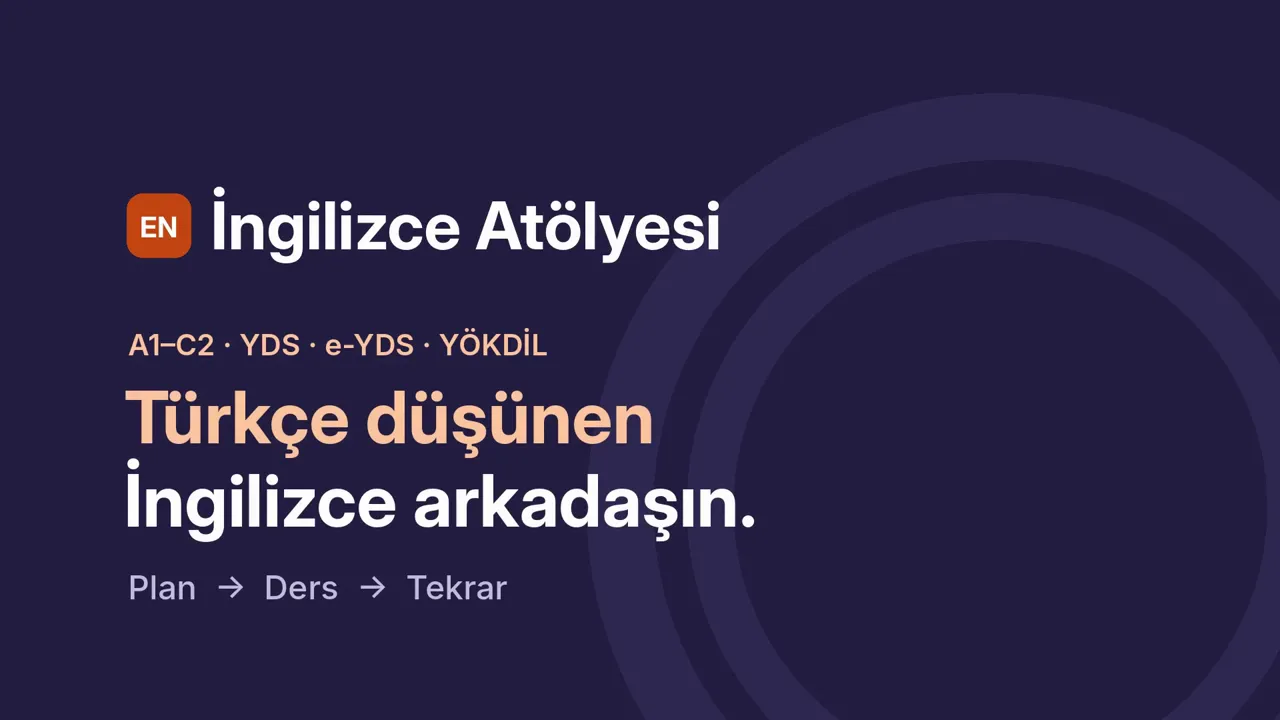 EN İngilizce Atölyesi
A1–C2 · YDS · e-YDS · YÖKDİL
Türkçe düşünen
İngilizce arkadaşın.
Plan → Ders → Tekrar